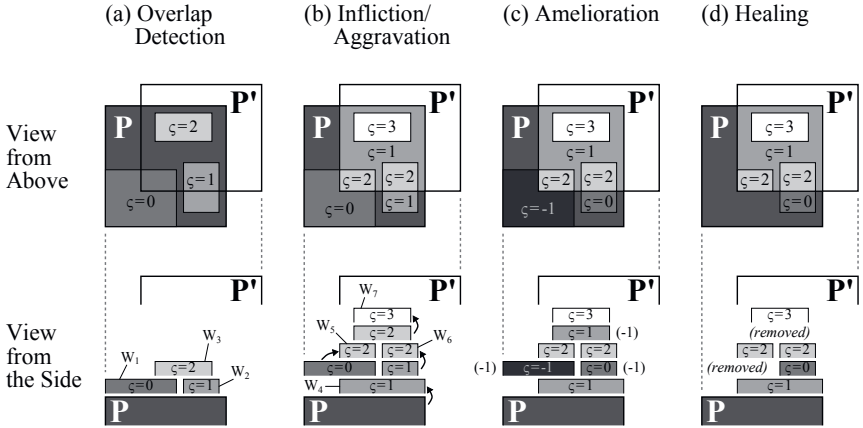 (a) Overlap Detection
(b) Infliction/ Aggravation
(c) Amelioration
(d) Healing
View from Above
P
P'
ς=2
ς=1
ς=0
P
P'
ς=3
ς=1
ς=2
ς=2
ς=0
ς=1
P
P'
ς=3
ς=1
ς=2
ς=2
ς=-1
ς=0
P
P'
ς=3
ς=1
ς=2
ς=2
ς=0
View from the Side
P'
W1
W3
ς=2
ς=0
ς=1
W2
P
P'
W7
ς=3
W5
ς=2
W6
ς=2
ς=2
ς=0
ς=1
W4
ς=1
P
P'
ς=3
ς=1
(-1)
ς=2
ς=2
(-1)
ς=-1
ς=0
(-1)
ς=1
P
P'
ς=3
(removed)
ς=2
ς=2
(removed)
ς=0
ς=1
P